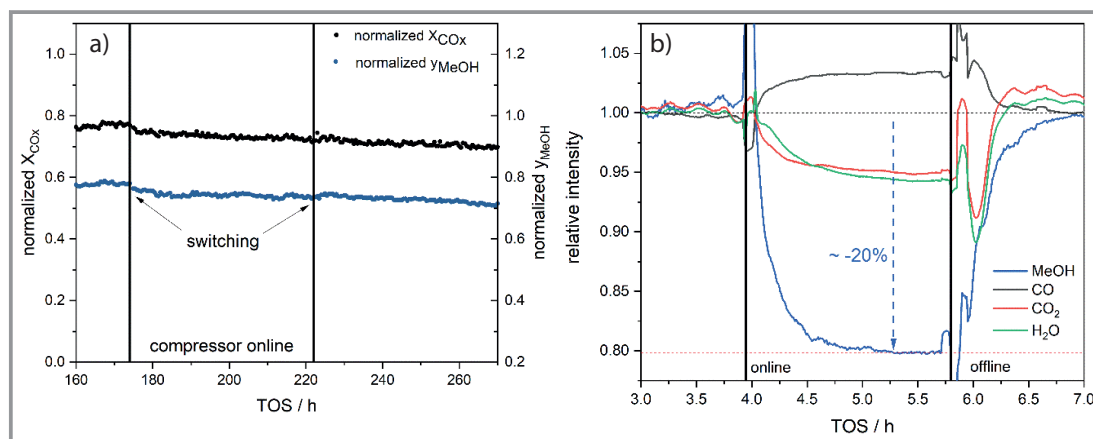 a)
normalized X_COx
normalized y_MeOH
switching
compressor online
1.0
0.8
0.6
0.4
0.2
0.0
normalized X_COx
1.2
1.0
0.8
0.6
0.4
0.2
normalized y_MeOH
160 180 200 220 240 260
TOS / h
b)
1.05
1.00
0.95
0.90
0.85
0.80
relative intensity
~ -20%
MeOH
CO
CO₂
H₂O
online
offline
3.0 3.5 4.0 4.5 5.0 5.5 6.0 6.5 7.0
TOS / h